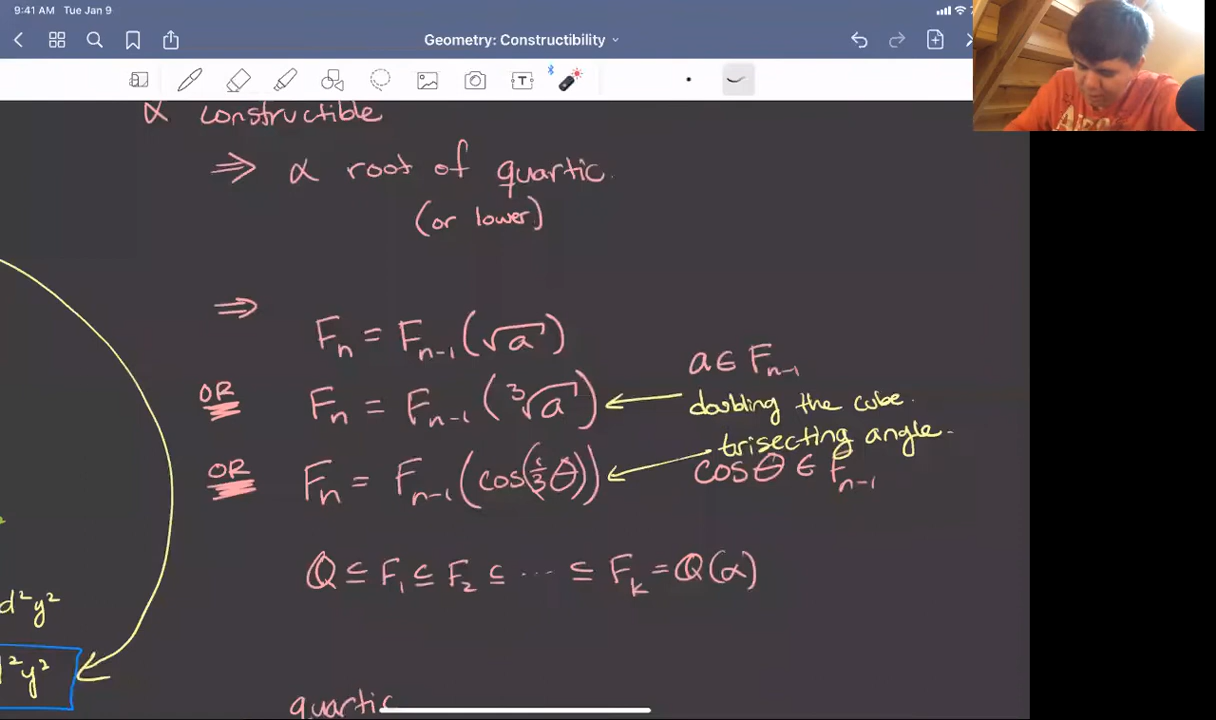 9:41 AM Tue Jan 9
Geometry: Constructibility
α constructible
⇒ α root of quartic.
(or lower)
⇒
Fₙ = Fₙ₋₁(√a)
a ∈ Fₙ₋₁
OR
Fₙ = Fₙ₋₁(∛a)
doubling the cube.
trisecting angle.
OR
Fₙ = Fₙ₋₁(cos(⅓θ))
cos θ ∈ Fₙ₋₁
ℚ ⊆ F₁ ⊆ F₂ ⊆ ⋯ ⊆ Fₖ = ℚ(α)
d²y²
²y²
quartic